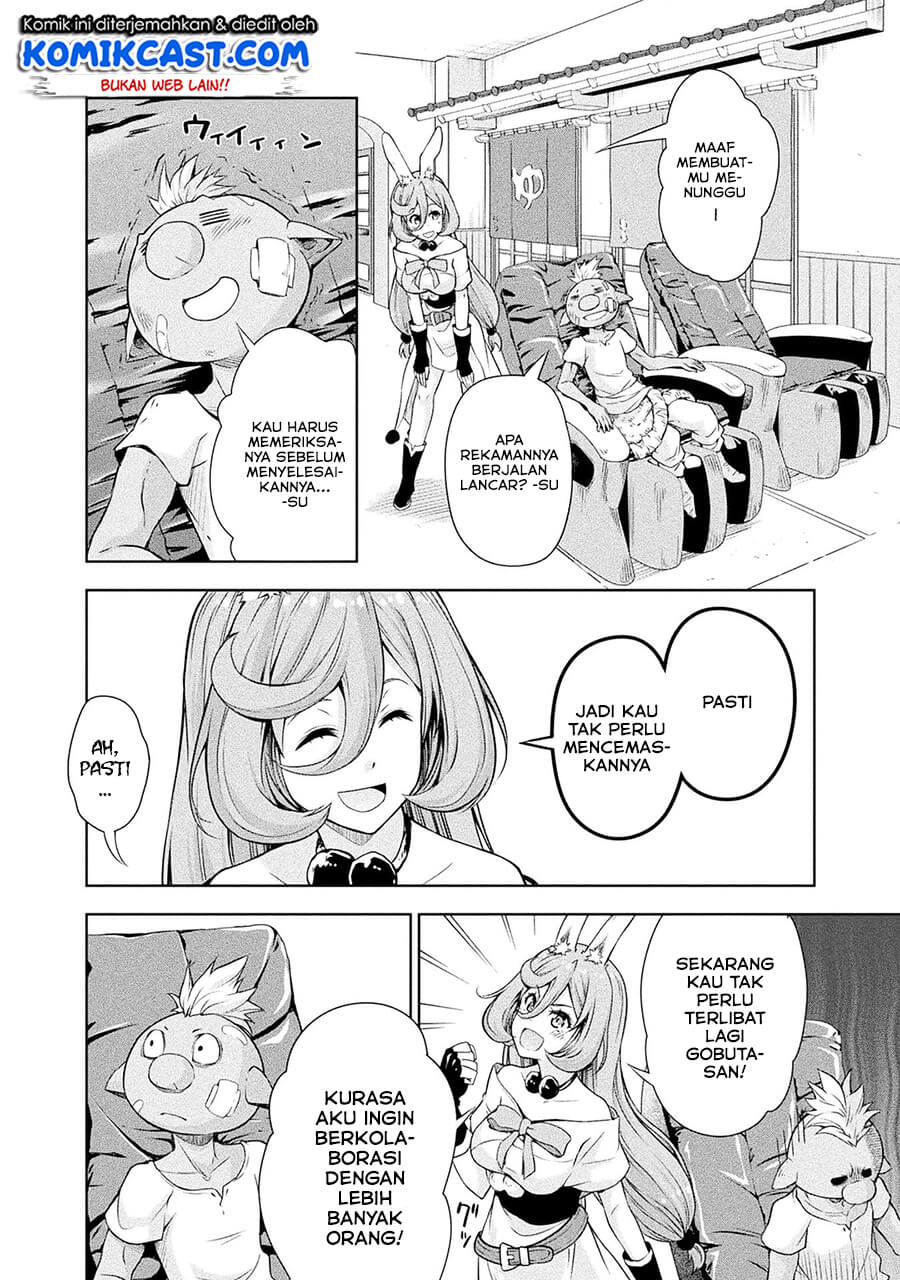 Komik ini diterjemahkan & diedit oleh
KOMIKCAST.COM
BUKAN WEB LAIN!!
MAAF
MEMBUAT-
MU ME-
NUNGGU
!
ゆ
APA
REKAMANNYA
BERJALAN
LANCAR? -SU
ウィイィィン
KAU HARUS
MEMERIKSA-
NYA SEBELUM
MENYELESAI-
KANNYA...
-SU
PASTI
JADI KAU
TAK PERLU
MENCEMAS-
KANNYA
AH,
PASTI
...
SEKARANG
KAU TAK
PERLU
TERLIBAT
LAGI
GOBUTA-
SAN!
グッ
KURASA
AKU INGIN
BERKOLA-
BORASI
DENGAN
LEBIH
BANYAK
ORANG!